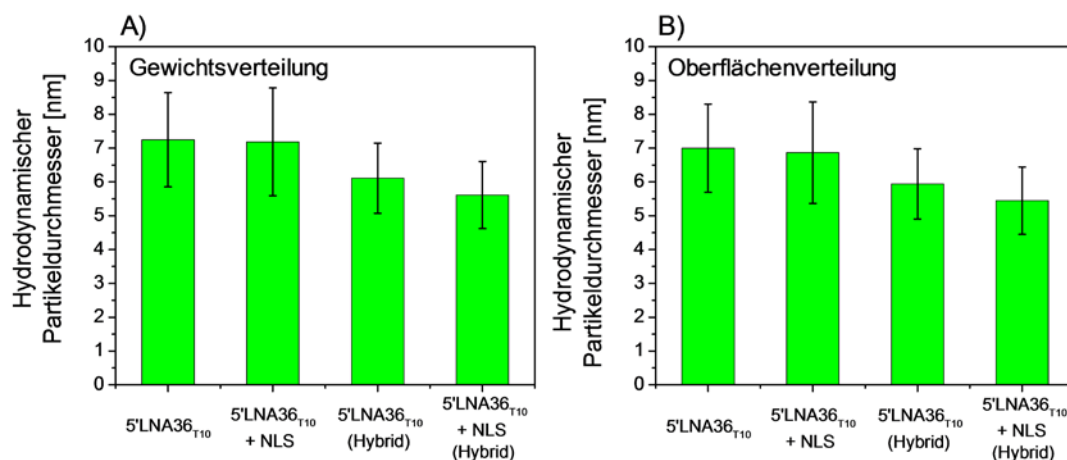 A)
Gewichtsverteilung
Hydrodynamischer
Partikeldurchmesser [nm]
10
9
8
7
6
5
4
3
2
1
0
5'LNA36T10
5'LNA36T10
+ NLS
5'LNA36T10
(Hybrid)
5'LNA36T10
+ NLS
(Hybrid)
B)
Oberflächenverteilung
Hydrodynamischer
Partikeldurchmesser [nm]
10
9
8
7
6
5
4
3
2
1
0
5'LNA36T10
5'LNA36T10
+ NLS
5'LNA36T10
(Hybrid)
5'LNA36T10
+ NLS
(Hybrid)